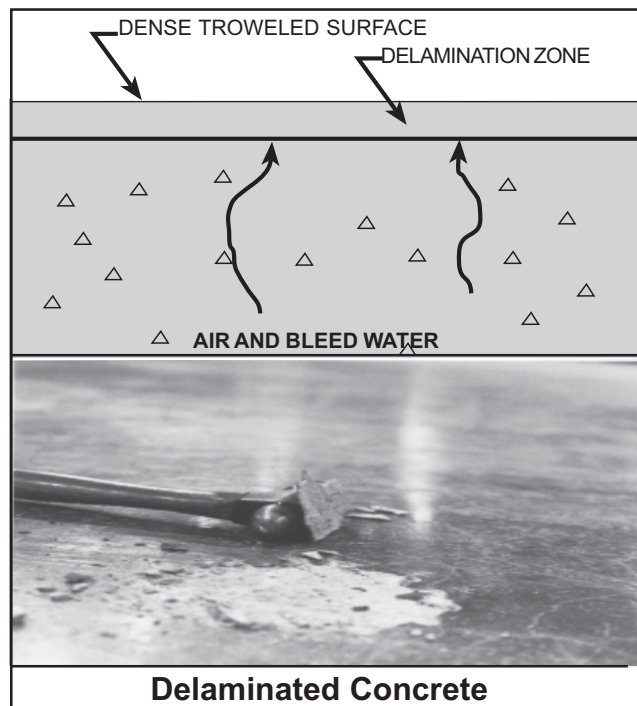 DENSE TROWELED SURFACE
DELAMINATION ZONE
AIR AND BLEED WATER
Delaminated Concrete